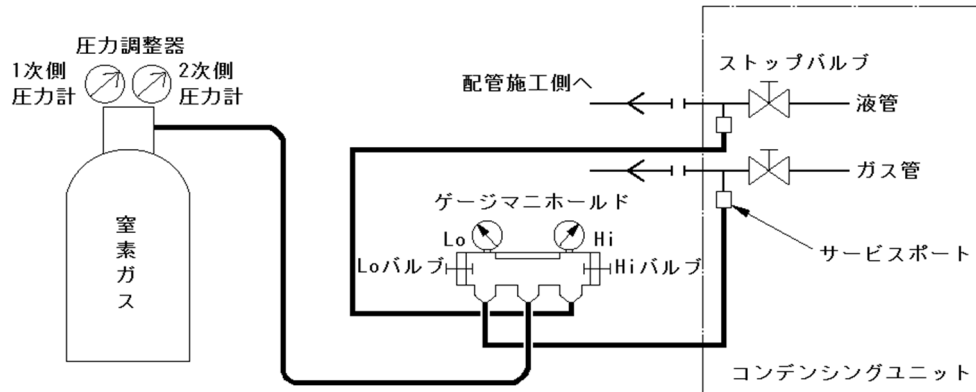 圧力調整器
1次側
圧力計
2次側
圧力計
窒素ガス
配管施工側へ
ストップバルブ
液管
ガス管
ゲージマニホールド
Lo
Hi
Loバルブ
Hiバルブ
サービスポート
コンデンシングユニット